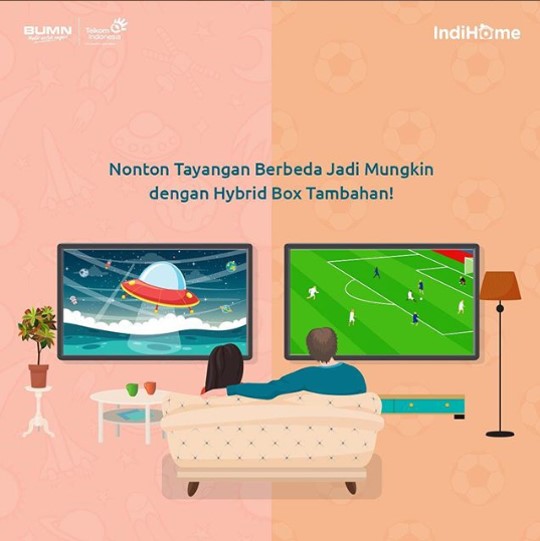 BUMN
Telkom
Indonesia
IndiHome
Nonton Tayangan Berbeda Jadi Mungkin
dengan Hybrid Box Tambahan!